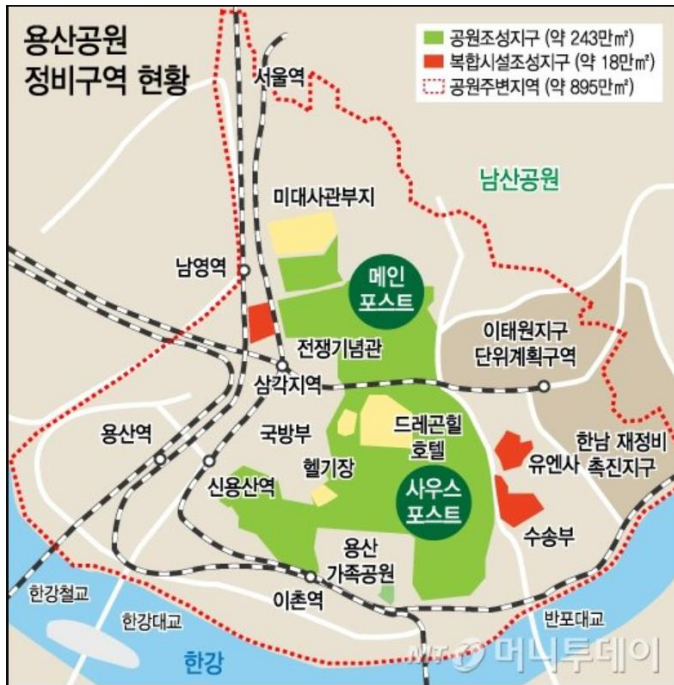 용산공원
정비구역 현황
공원조성지구 (약 243만㎡)
복합시설조성지구 (약 18만㎡)
공원주변지역 (약 895만㎡)
서울역
남산공원
미대사관부지
남영역
메인
포스트
전쟁기념관
이태원지구
단위계획구역
삼각지역
용산역
국방부
드레곤힐
호텔
헬기장
유엔사
한남 재정비
촉진지구
신용산역
사우스
포스트
수송부
용산
가족공원
이촌역
한강철교
한강대교
반포대교
한강
MT 머니투데이